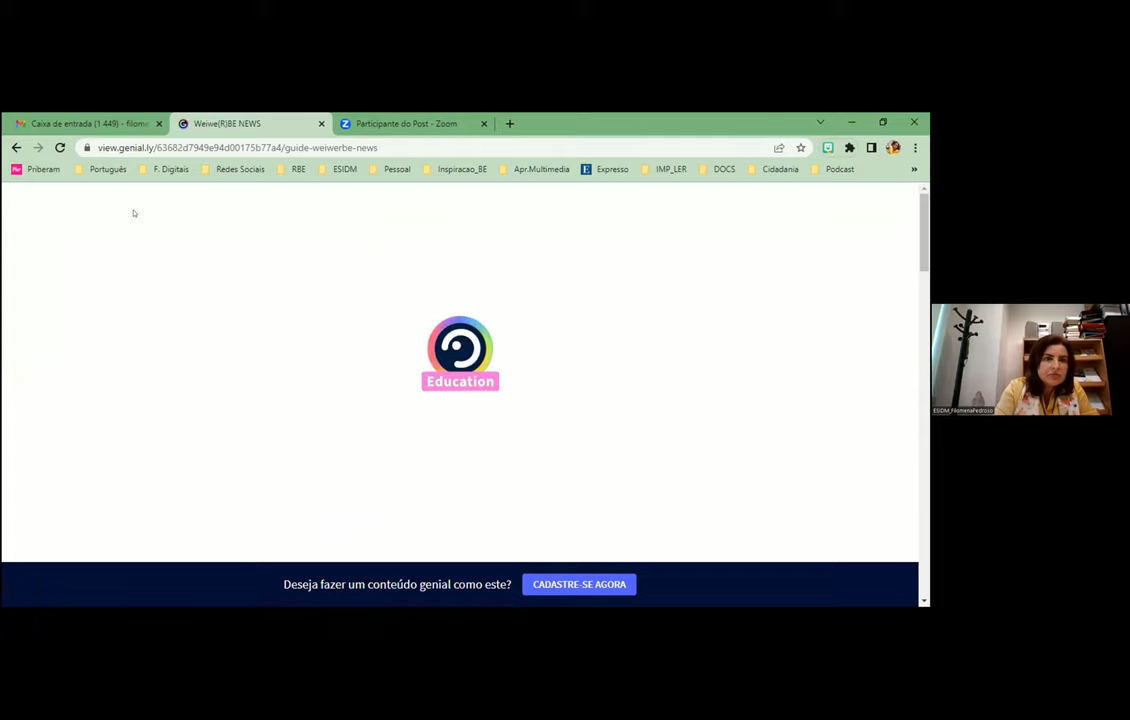 Caixa de entrada (1 449) - filome
Weiwe(R)BE NEWS
Participante do Post - Zoom
view.genial.ly/63682d7949e94d00175b77a4/guide-weiwerbe-news
Priberam
Português
F. Digitais
Redes Sociais
RBE
ESIDM
Pessoal
Inspiracao_BE
Apr.Multimedia
Expresso
IMP_LER
DOCS
Cidadania
Podcast
»
Education
ESIDM_FilomenaPedroso
Deseja fazer um conteúdo genial como este?
CADASTRE-SE AGORA